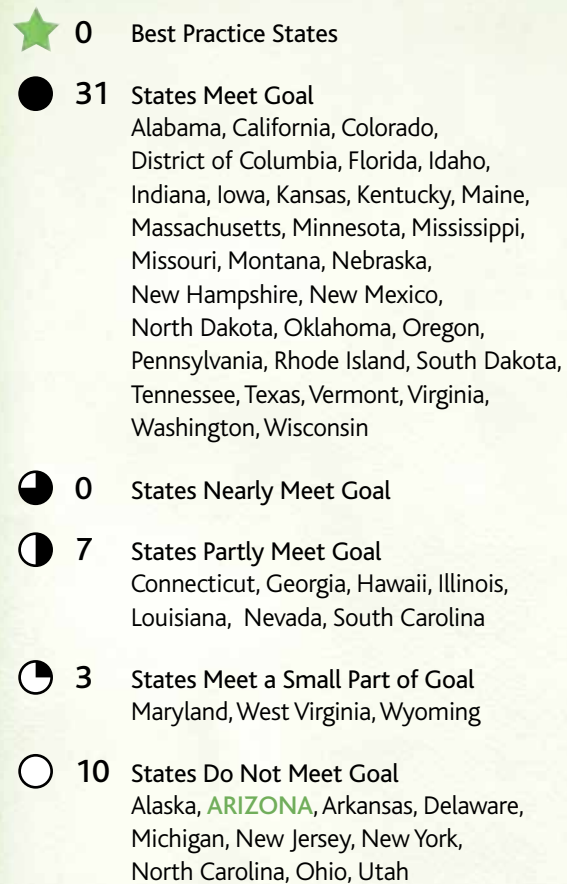 0 Best Practice States
31 States Meet Goal
Alabama, California, Colorado,
District of Columbia, Florida, Idaho,
Indiana, Iowa, Kansas, Kentucky, Maine,
Massachusetts, Minnesota, Mississippi,
Missouri, Montana, Nebraska,
New Hampshire, New Mexico,
North Dakota, Oklahoma, Oregon,
Pennsylvania, Rhode Island, South Dakota,
Tennessee, Texas, Vermont, Virginia,
Washington, Wisconsin
0 States Nearly Meet Goal
7 States Partly Meet Goal
Connecticut, Georgia, Hawaii, Illinois,
Louisiana, Nevada, South Carolina
3 States Meet a Small Part of Goal
Maryland, West Virginia, Wyoming
10 States Do Not Meet Goal
Alaska, ARIZONA, Arkansas, Delaware,
Michigan, New Jersey, New York,
North Carolina, Ohio, Utah